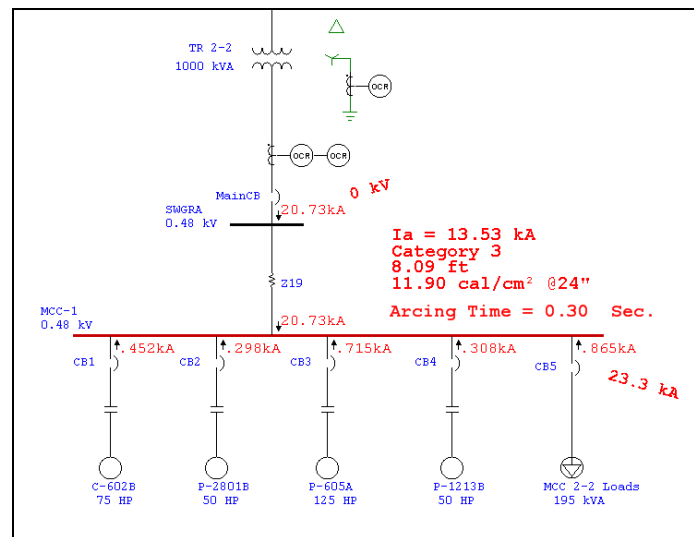 TR 2-2
1000 kVA
OCR
OCR OCR
MainCB
0 kV
SWGRA
0.48 kV
20.73kA
Ia = 13.53 kA
Category 3
8.09 ft
11.90 cal/cm² @24"
Arcing Time = 0.30 Sec.
Z19
MCC-1
0.48 kV
20.73kA
.452kA .298kA .715kA .308kA .865kA
CB1 CB2 CB3 CB4 CB5
23.3 kA
C-602B P-2801B P-605A P-1213B MCC 2-2 Loads
75 HP 50 HP 125 HP 50 HP 195 kVA